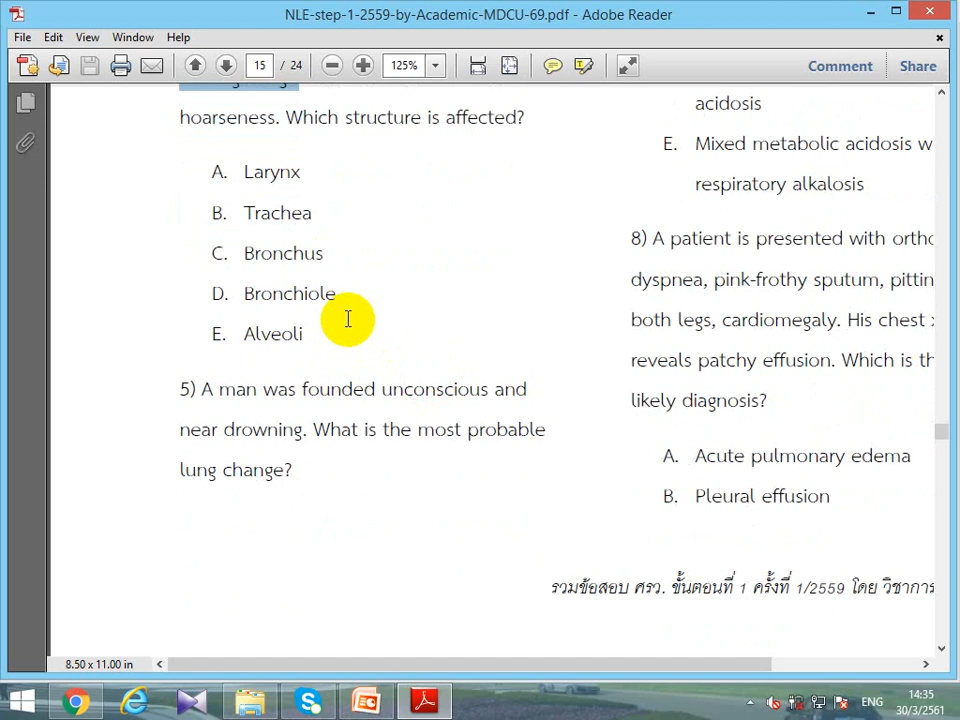 NLE-step-1-2559-by-Academic-MDCU-69.pdf - Adobe Reader
File Edit View Window Help
15 / 24 125% Comment Share
hoarseness. Which structure is affected?
A. Larynx
B. Trachea
C. Bronchus
D. Bronchiole
E. Alveoli
5) A man was founded unconscious and
near drowning. What is the most probable
lung change?
acidosis
E. Mixed metabolic acidosis w
respiratory alkalosis
8) A patient is presented with ortho
dyspnea, pink-frothy sputum, pitting
both legs, cardiomegaly. His chest
reveals patchy effusion. Which is th
likely diagnosis?
A. Acute pulmonary edema
B. Pleural effusion
รวมข้อสอบ ศรว. ขั้นตอนที่ 1 ครั้งที่ 1/2559 โดย วิชาการ
8.50 x 11.00 in
ENG
14:35
30/3/2561